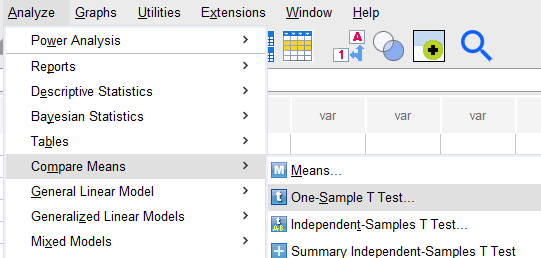 Analyze Graphs Utilities Extensions Window Help
Power Analysis
Reports
Descriptive Statistics
Bayesian Statistics
Tables
Compare Means
General Linear Model
Generalized Linear Models
Mixed Models
A
1
var var var
M Means...
t One-Sample T Test...
t A-B Independent-Samples T Test...
Summary Independent-Samples T Test